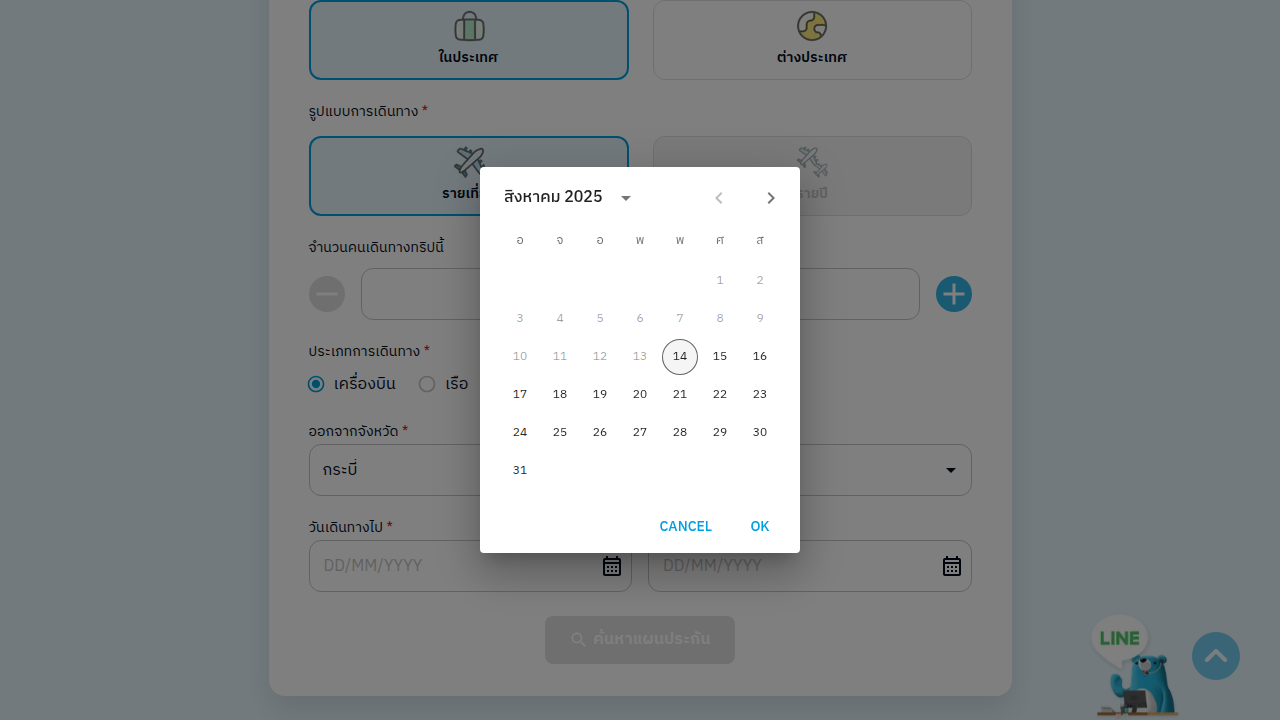 ในประเทศ
ต่างประเทศ
รูปแบบการเดินทาง *
รายเที่
รายปี
จำนวนคนเดินทางทริปนี้
ประเภทการเดินทาง *
เครื่องบิน
เรือ
ออกจากจังหวัด *
กระบี่
วันเดินทางไป *
DD/MM/YYYY
DD/MM/YYYY
ค้นหาแผนประกัน
สิงหาคม 2025
อ จ อ พ พ ศ ส
1 2
3 4 5 6 7 8 9
10 11 12 13 14 15 16
17 18 19 20 21 22 23
24 25 26 27 28 29 30
31
CANCEL OK
LINE